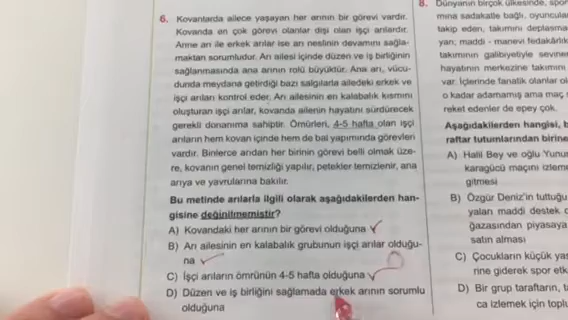 6. Kovanlarda ailece yaşayan her arının bir görevi vardır.
Kovanda en çok görevi olanlar dişi olan işçi arılardır.
Anne arı ile erkek arılar ise arı neslinin devamını sağla-
maktan sorumludur. Arı ailesi içinde düzen ve iş birliğinin
sağlanmasında ana arının rolü büyüktür. Ana arı, vücu-
dunda meydana getirdiği bazı salgılarla ailedeki erkek ve
işçi arıları kontrol eder. Arı ailesinin en kalabalık kısmını
oluşturan işçi arılar, kovanda ailenin hayatını sürdürecek
gerekli donanıma sahiptir. Ömürleri, 4-5 hafta olan işçi
arıların hem kovan içinde hem de bal yapımında görevleri
vardır. Binlerce arıdan her birinin görevi belli olmak üze-
re, kovanın genel temizliği yapılır, petekler temizlenir, ana
arıya ve yavrularına bakılır.
Bu metinde arılarla ilgili olarak aşağıdakilerden han-
gisine değinilmemiştir?
A) Kovandaki her arının bir görevi olduğuna
B) Arı ailesinin en kalabalık grubunun işçi arılar olduğu-
na
C) İşçi arıların ömrünün 4-5 hafta olduğuna
D) Düzen ve iş birliğini sağlamada erkek arının sorumlu
olduğuna
8. Dünyanın birçok ülkesinde, spor
mına sadakatle bağlı, oyuncula
takip eden, takımını deplasma
yan; maddi - manevi fedakârlık
takımının galibiyetiyle sevine
hayatının merkezine takımını
var. İçlerinde fanatik olanlar ol
o kadar adamamış ama maç
reket edenler de epey çok.
Aşağıdakilerden hangisi, b
raftar tutumlarından birine
A) Halil Bey ve oğlu Yunu
karagücü maçını izlem
gitmesi
B) Özgür Deniz'in tuttuğu
yaları maddi destek
ğazasından piyasaya
satın alması
C) Çocukların küçük yaş
rine giderek spor etk
D) Bir grup taraftarın, t
ca izlemek için toplu